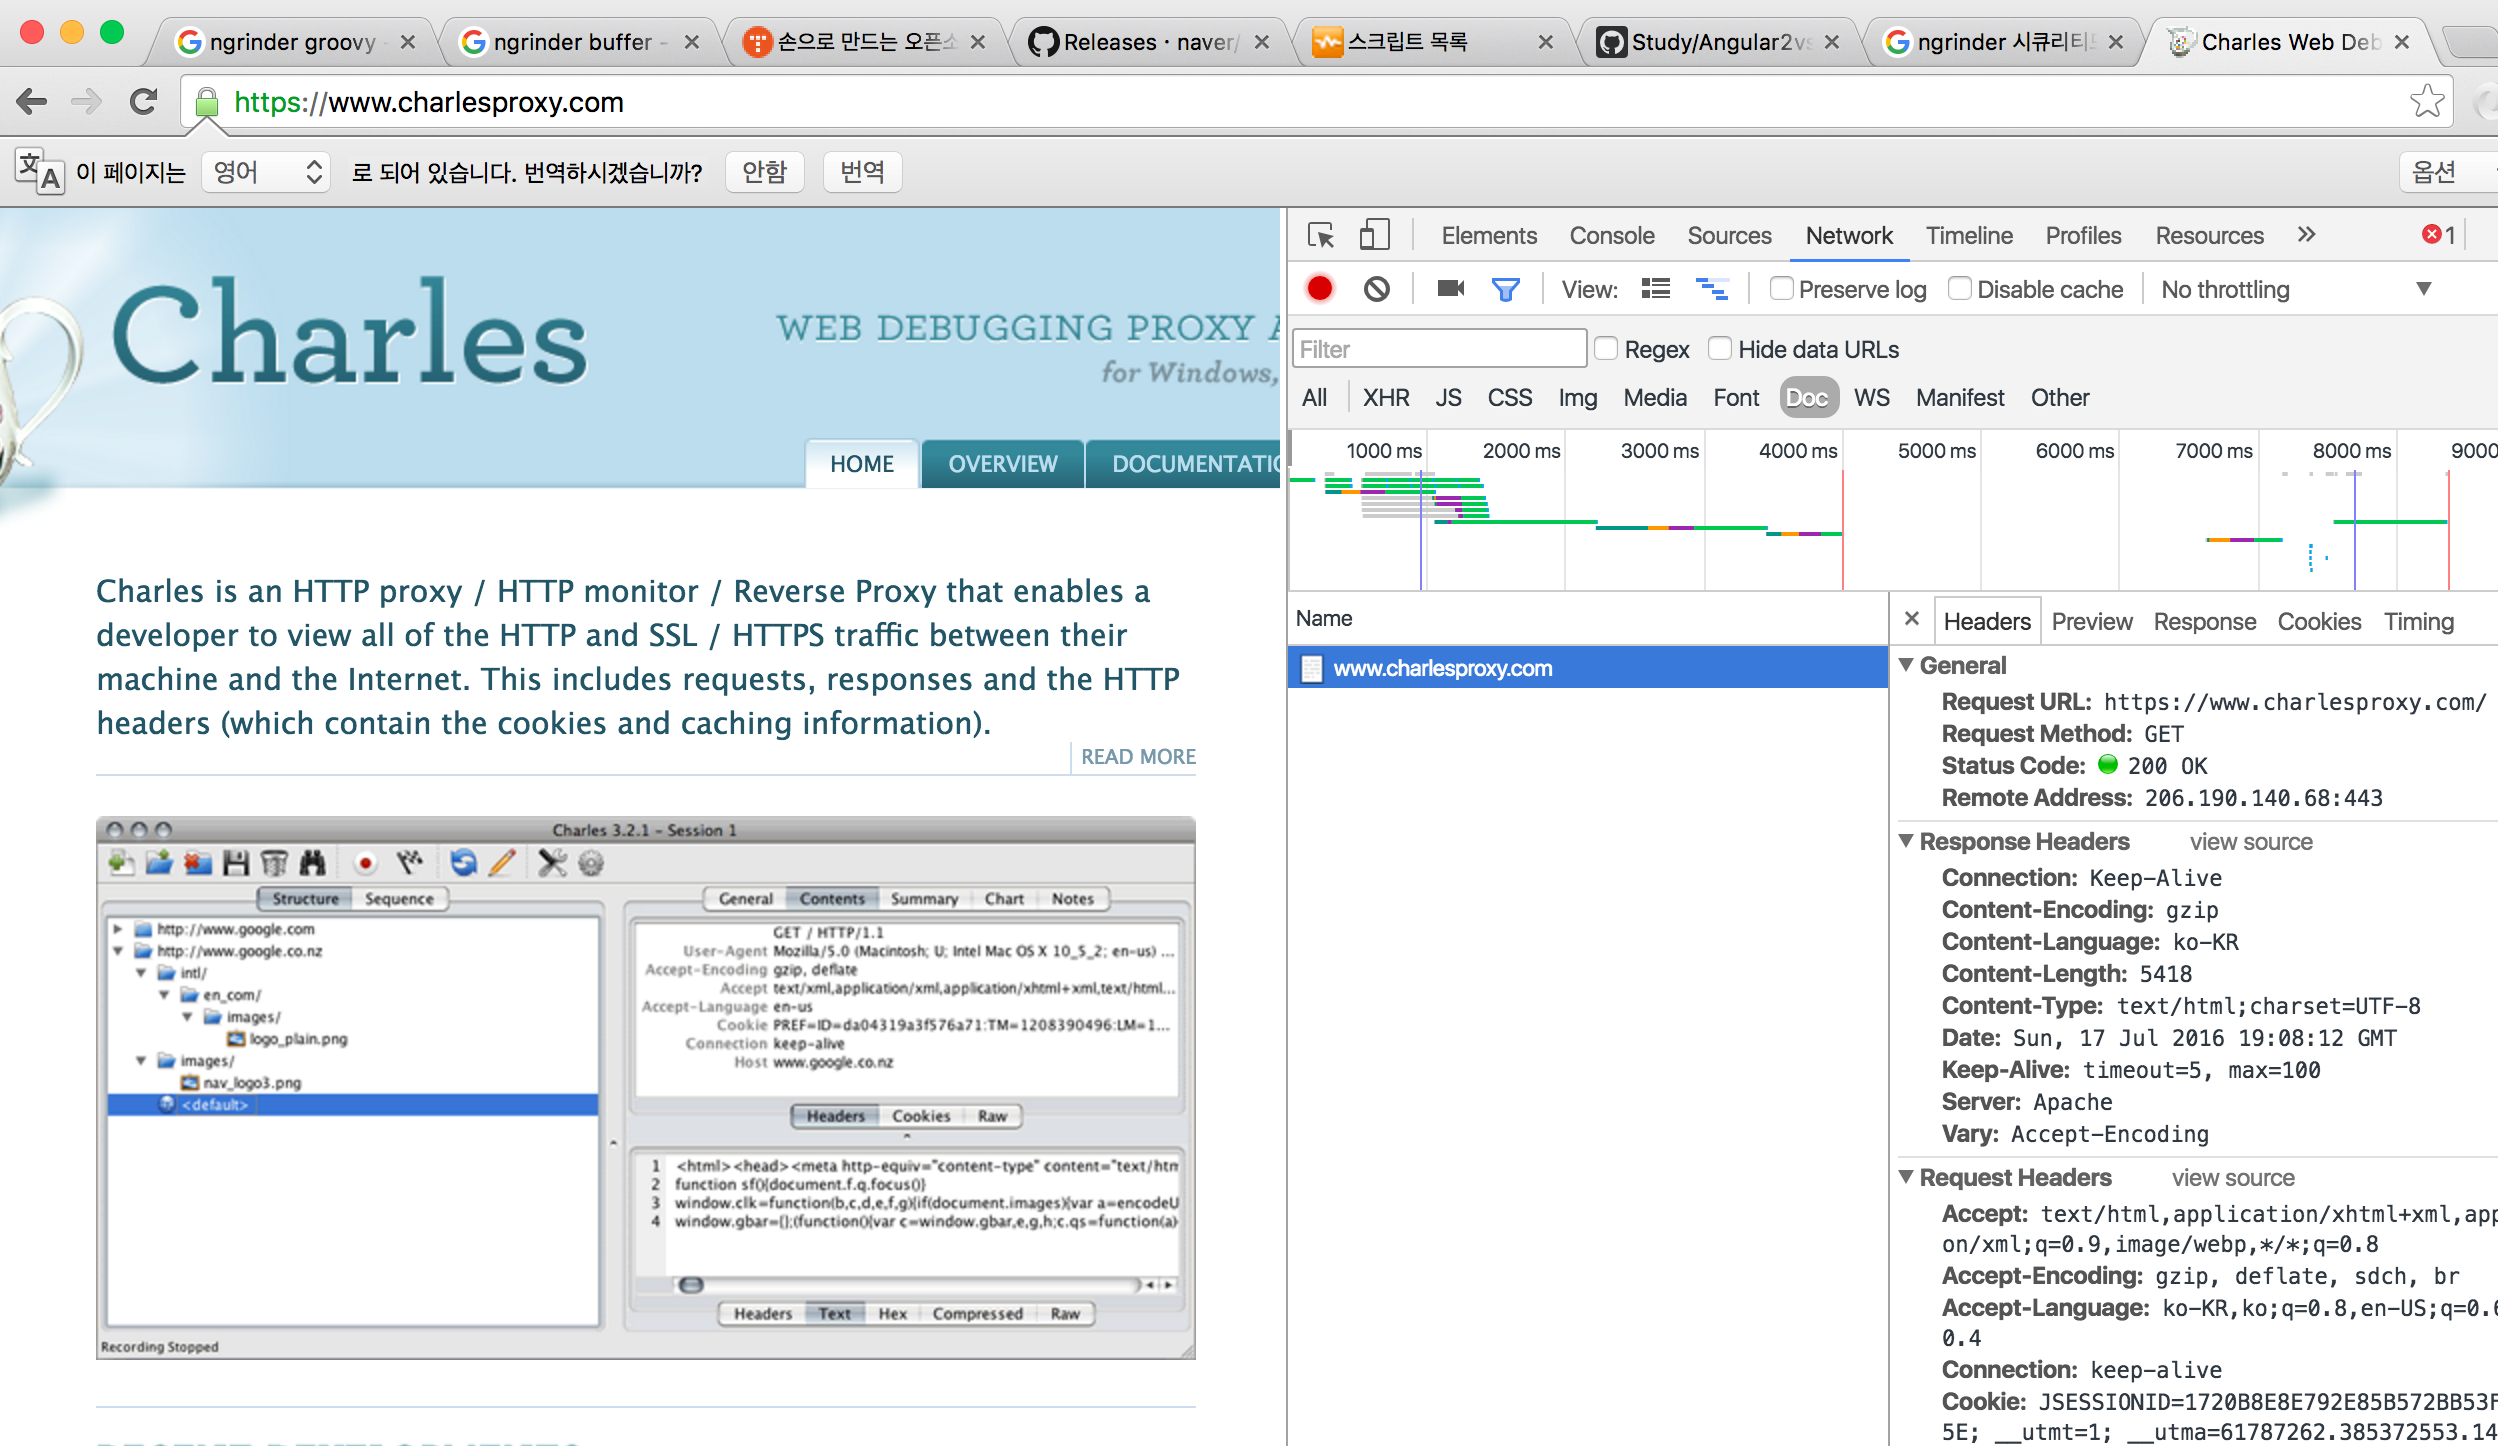 ngrinder groovy
ngrinder buffer -
손으로 만드는 오픈소
Releases · naver/
스크립트 목록
Study/Angular2vs
ngrinder 시큐리티
Charles Web Deb
https://www.charlesproxy.com
이 페이지는 영어 로 되어 있습니다. 번역하시겠습니까? 안함 번역 옵션
Charles
WEB DEBUGGING PROXY A
for Windows,
HOME OVERVIEW DOCUMENTATIO
Charles is an HTTP proxy / HTTP monitor / Reverse Proxy that enables a
developer to view all of the HTTP and SSL / HTTPS traffic between their
machine and the Internet. This includes requests, responses and the HTTP
headers (which contain the cookies and caching information).
READ MORE
Charles 3.2.1 – Session 1
Structure Sequence
http://www.google.com
http://www.google.co.nz
intl/
en_com/
images/
logo_plain.png
images/
nav_logo3.png
<default>
Recording Stopped
General Contents Summary Chart Notes
GET / HTTP/1.1
User-Agent Mozilla/5.0 (Macintosh; U; Intel Mac OS X 10_5_2; en-us) ...
Accept-Encoding gzip, deflate
Accept text/xml,application/xml,application/xhtml+xml,text/html...
Accept-Language en-us
Cookie PREF=ID=da04319a3f576a71:TM=1208390496:LM=1...
Connection keep-alive
Host www.google.co.nz
Headers Cookies Raw
1 <html><head><meta http-equiv="content-type" content="text/htm
2 function sf(){document.f.q.focus()}
3 window.clk=function(b,c,d,e,f,g){if(document.images){var a=encodeU
4 window.gbar={};(function(){var c=window.gbar,e,g,h;c.qs=function(a)
Headers Text Hex Compressed Raw
Elements Console Sources Network Timeline Profiles Resources » 1
View: Preserve log Disable cache No throttling
Filter Regex Hide data URLs
All XHR JS CSS Img Media Font Doc WS Manifest Other
1000 ms 2000 ms 3000 ms 4000 ms 5000 ms 6000 ms 7000 ms 8000 ms 9000
Name
www.charlesproxy.com
Headers Preview Response Cookies Timing
General
Request URL: https://www.charlesproxy.com/
Request Method: GET
Status Code: 200 OK
Remote Address: 206.190.140.68:443
Response Headers view source
Connection: Keep-Alive
Content-Encoding: gzip
Content-Language: ko-KR
Content-Length: 5418
Content-Type: text/html;charset=UTF-8
Date: Sun, 17 Jul 2016 19:08:12 GMT
Keep-Alive: timeout=5, max=100
Server: Apache
Vary: Accept-Encoding
Request Headers view source
Accept: text/html,application/xhtml+xml,app
on/xml;q=0.9,image/webp,*/*;q=0.8
Accept-Encoding: gzip, deflate, sdch, br
Accept-Language: ko-KR,ko;q=0.8,en-US;q=0.6
0.4
Connection: keep-alive
Cookie: JSESSIONID=1720B8E8E792E85B572BB53F
5E; __utmt=1; __utma=61787262.385372553.14